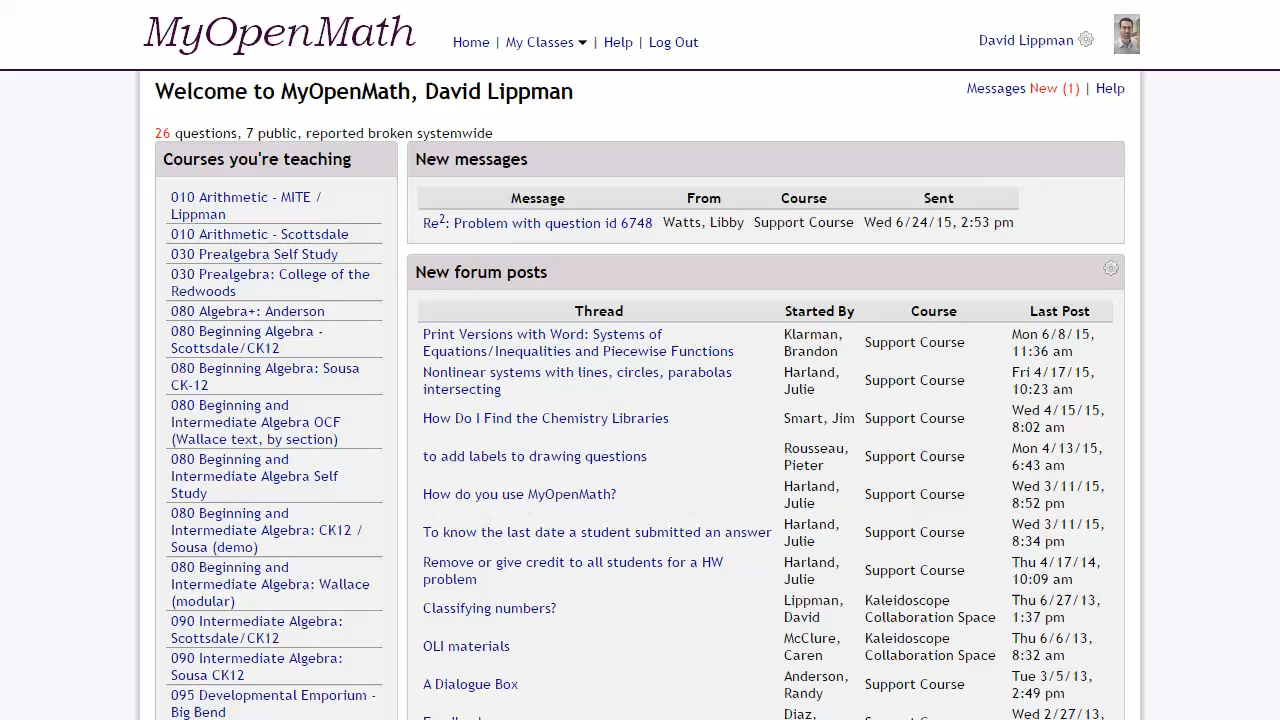 MyOpenMath
Home | My Classes | Help | Log Out
David Lippman
Welcome to MyOpenMath, David Lippman
Messages New (1) | Help
26 questions, 7 public, reported broken systemwide
Courses you're teaching
010 Arithmetic - MITE /
Lippman
010 Arithmetic - Scottsdale
030 Prealgebra Self Study
030 Prealgebra: College of the
Redwoods
080 Algebra+: Anderson
080 Beginning Algebra -
Scottsdale/CK12
080 Beginning Algebra: Sousa
CK-12
080 Beginning and
Intermediate Algebra OCF
(Wallace text, by section)
080 Beginning and
Intermediate Algebra Self
Study
080 Beginning and
Intermediate Algebra: CK12 /
Sousa (demo)
080 Beginning and
Intermediate Algebra: Wallace
(modular)
090 Intermediate Algebra:
Scottsdale/CK12
090 Intermediate Algebra:
Sousa CK12
095 Developmental Emporium -
Big Bend
New messages
Message From Course Sent
Re²: Problem with question id 6748 Watts, Libby Support Course Wed 6/24/15, 2:53 pm
New forum posts
Thread Started By Course Last Post
Print Versions with Word: Systems of Klarman, Support Course Mon 6/8/15,
Equations/Inequalities and Piecewise Functions Brandon 11:36 am
Nonlinear systems with lines, circles, parabolas Harland, Support Course Fri 4/17/15,
intersecting Julie 10:23 am
How Do I Find the Chemistry Libraries Smart, Jim Support Course Wed 4/15/15,
8:02 am
to add labels to drawing questions Rousseau, Support Course Mon 4/13/15,
Pieter 6:43 am
How do you use MyOpenMath? Harland, Support Course Wed 3/11/15,
Julie 8:52 pm
To know the last date a student submitted an answer Harland, Support Course Wed 3/11/15,
Julie 8:34 pm
Remove or give credit to all students for a HW Harland, Support Course Thu 4/17/14,
problem Julie 10:09 am
Classifying numbers? Lippman, Kaleidoscope Thu 6/27/13,
David Collaboration Space 1:37 pm
OLI materials McClure, Kaleidoscope Thu 6/6/13,
Caren Collaboration Space 8:32 am
A Dialogue Box Anderson, Support Course Tue 3/5/13,
Randy 2:49 pm
Diaz, Wed 2/27/13,